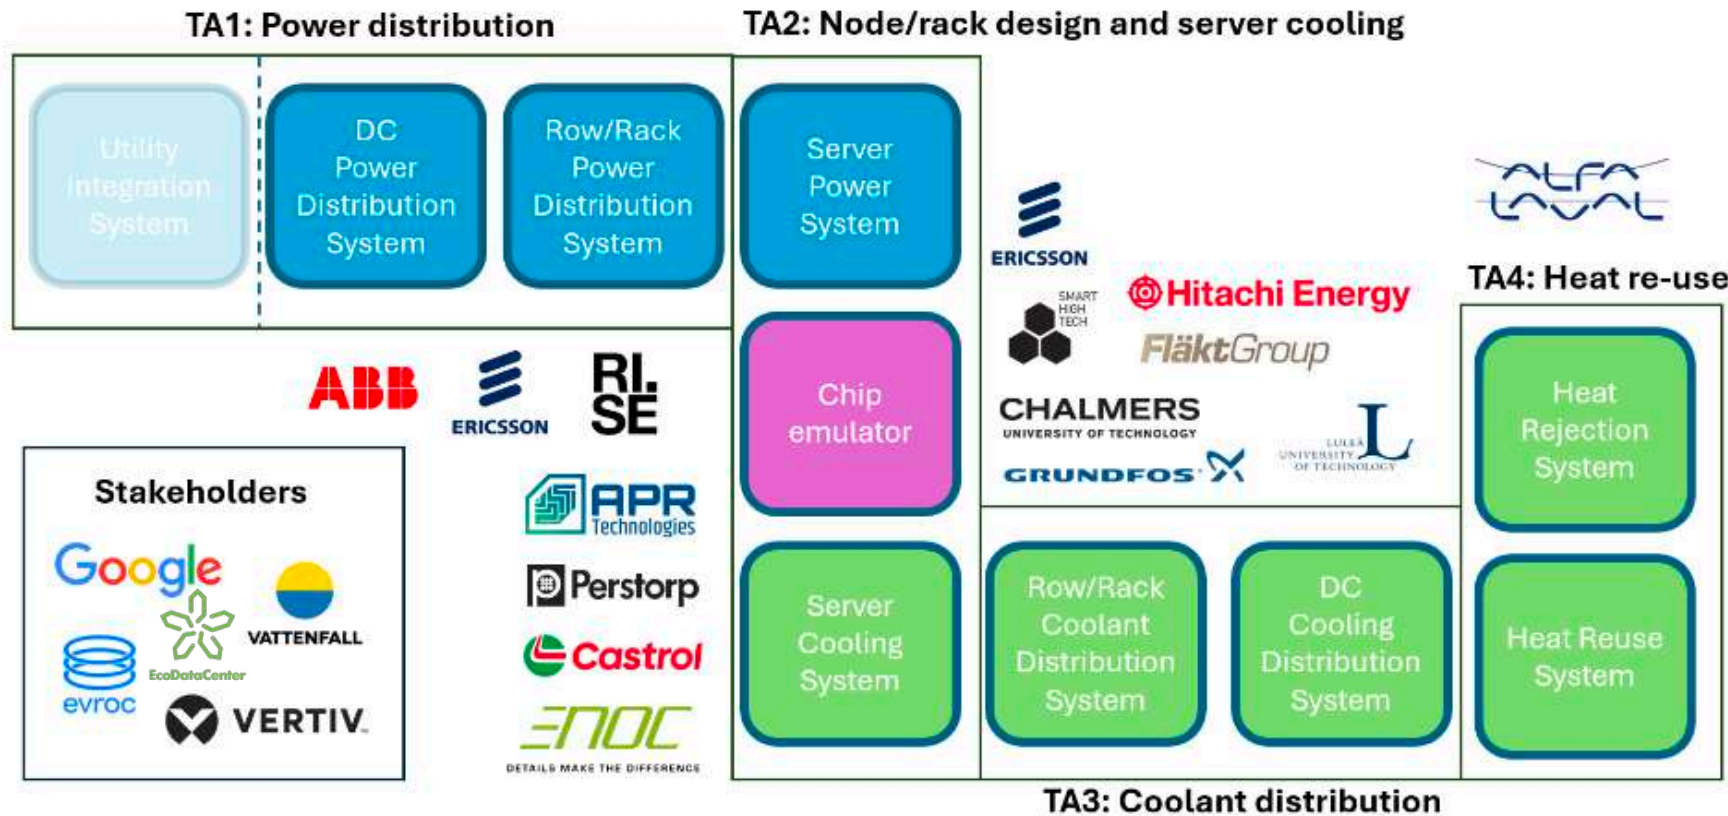 TA1: Power distribution
TA2: Node/rack design and server cooling
Utility
Integration
System
DC
Power
Distribution
System
Row/Rack
Power
Distribution
System
Server
Power
System
ERICSSON
SMART
HIGH
TECH
Hitachi Energy
FläktGroup
CHALMERS
UNIVERSITY OF TECHNOLOGY
GRUNDFOS
LULEÅ
UNIVERSITY
OF TECHNOLOGY
L
ALFA
LAVAL
TA4: Heat re-use
Heat
Rejection
System
Heat Reuse
System
ABB
ERICSSON
RI.
SE
Chip
emulator
APR
Technologies
Perstorp
Castrol
ENOC
DETAILS MAKE THE DIFFERENCE
Stakeholders
Google
VATTENFALL
EcoDataCenter
evroc
VERTIV
Server
Cooling
System
Row/Rack
Coolant
Distribution
System
DC
Cooling
Distribution
System
TA3: Coolant distribution